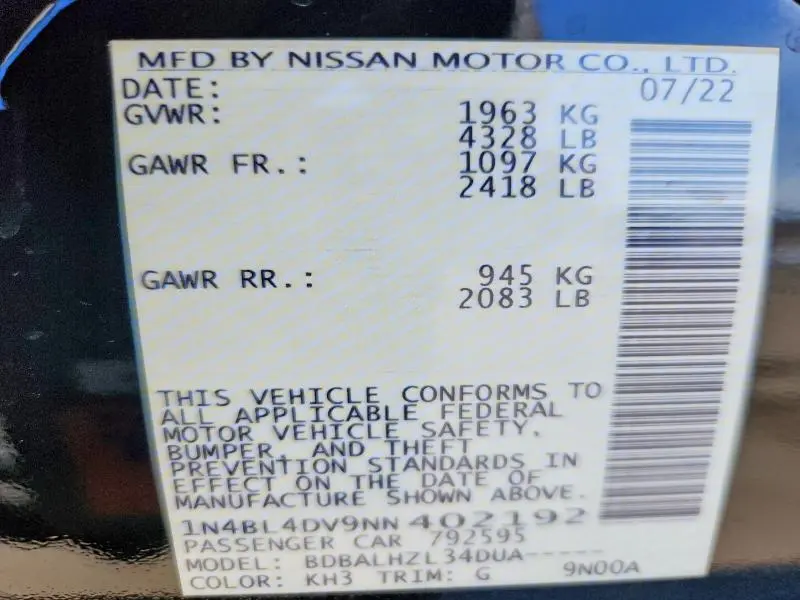 MFD BY NISSAN MOTOR CO., LTD.
DATE: 07/22
GVWR: 1963 KG
4328 LB
GAWR FR.: 1097 KG
2418 LB
GAWR RR.: 945 KG
2083 LB
THIS VEHICLE CONFORMS TO
ALL APPLICABLE FEDERAL
MOTOR VEHICLE SAFETY,
BUMPER, AND THEFT
PREVENTION STANDARDS IN
EFFECT ON THE DATE OF
MANUFACTURE SHOWN ABOVE.
1N4BL4DV9NN402192
PASSENGER CAR 792595
MODEL: BDBALHZL34DUA-----
COLOR: KH3 TRIM: G 9N00A